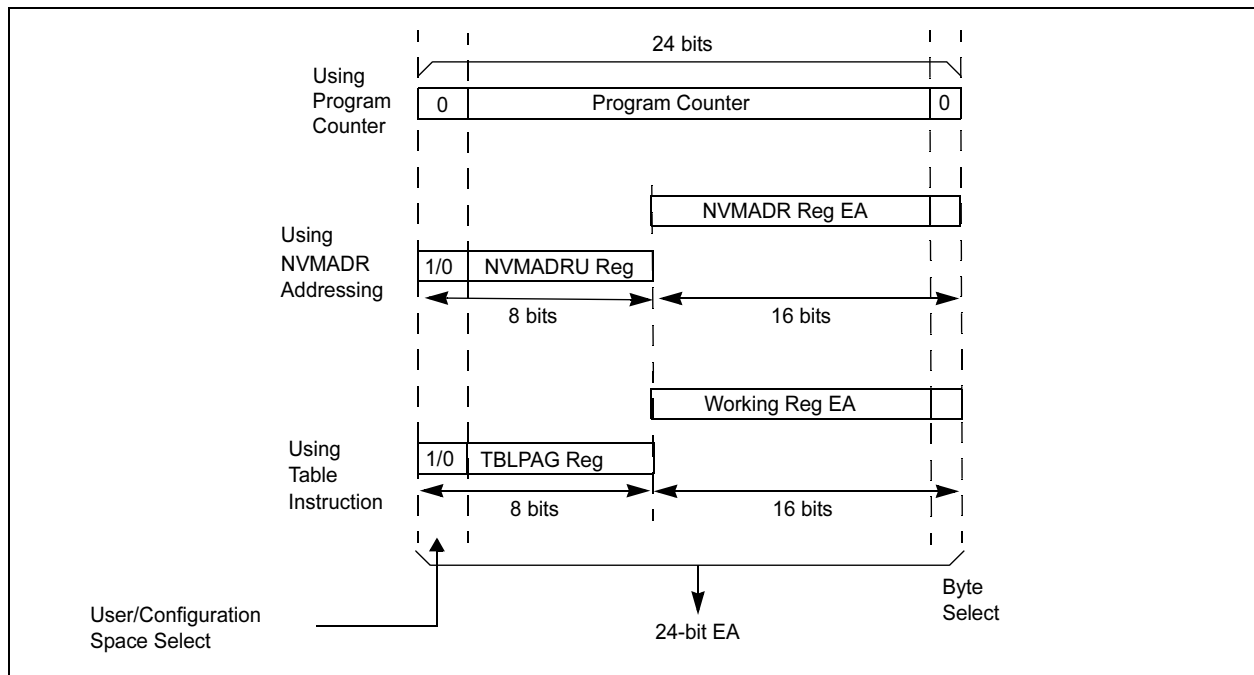 24 bits
Using
Program
Counter
0
Program Counter
0
NVMADR Reg EA
Using
NVMADR
Addressing
1/0
NVMADRU Reg
8 bits
16 bits
Working Reg EA
Using
Table
Instruction
1/0
TBLPAG Reg
8 bits
16 bits
User/Configuration
Space Select
24-bit EA
Byte
Select